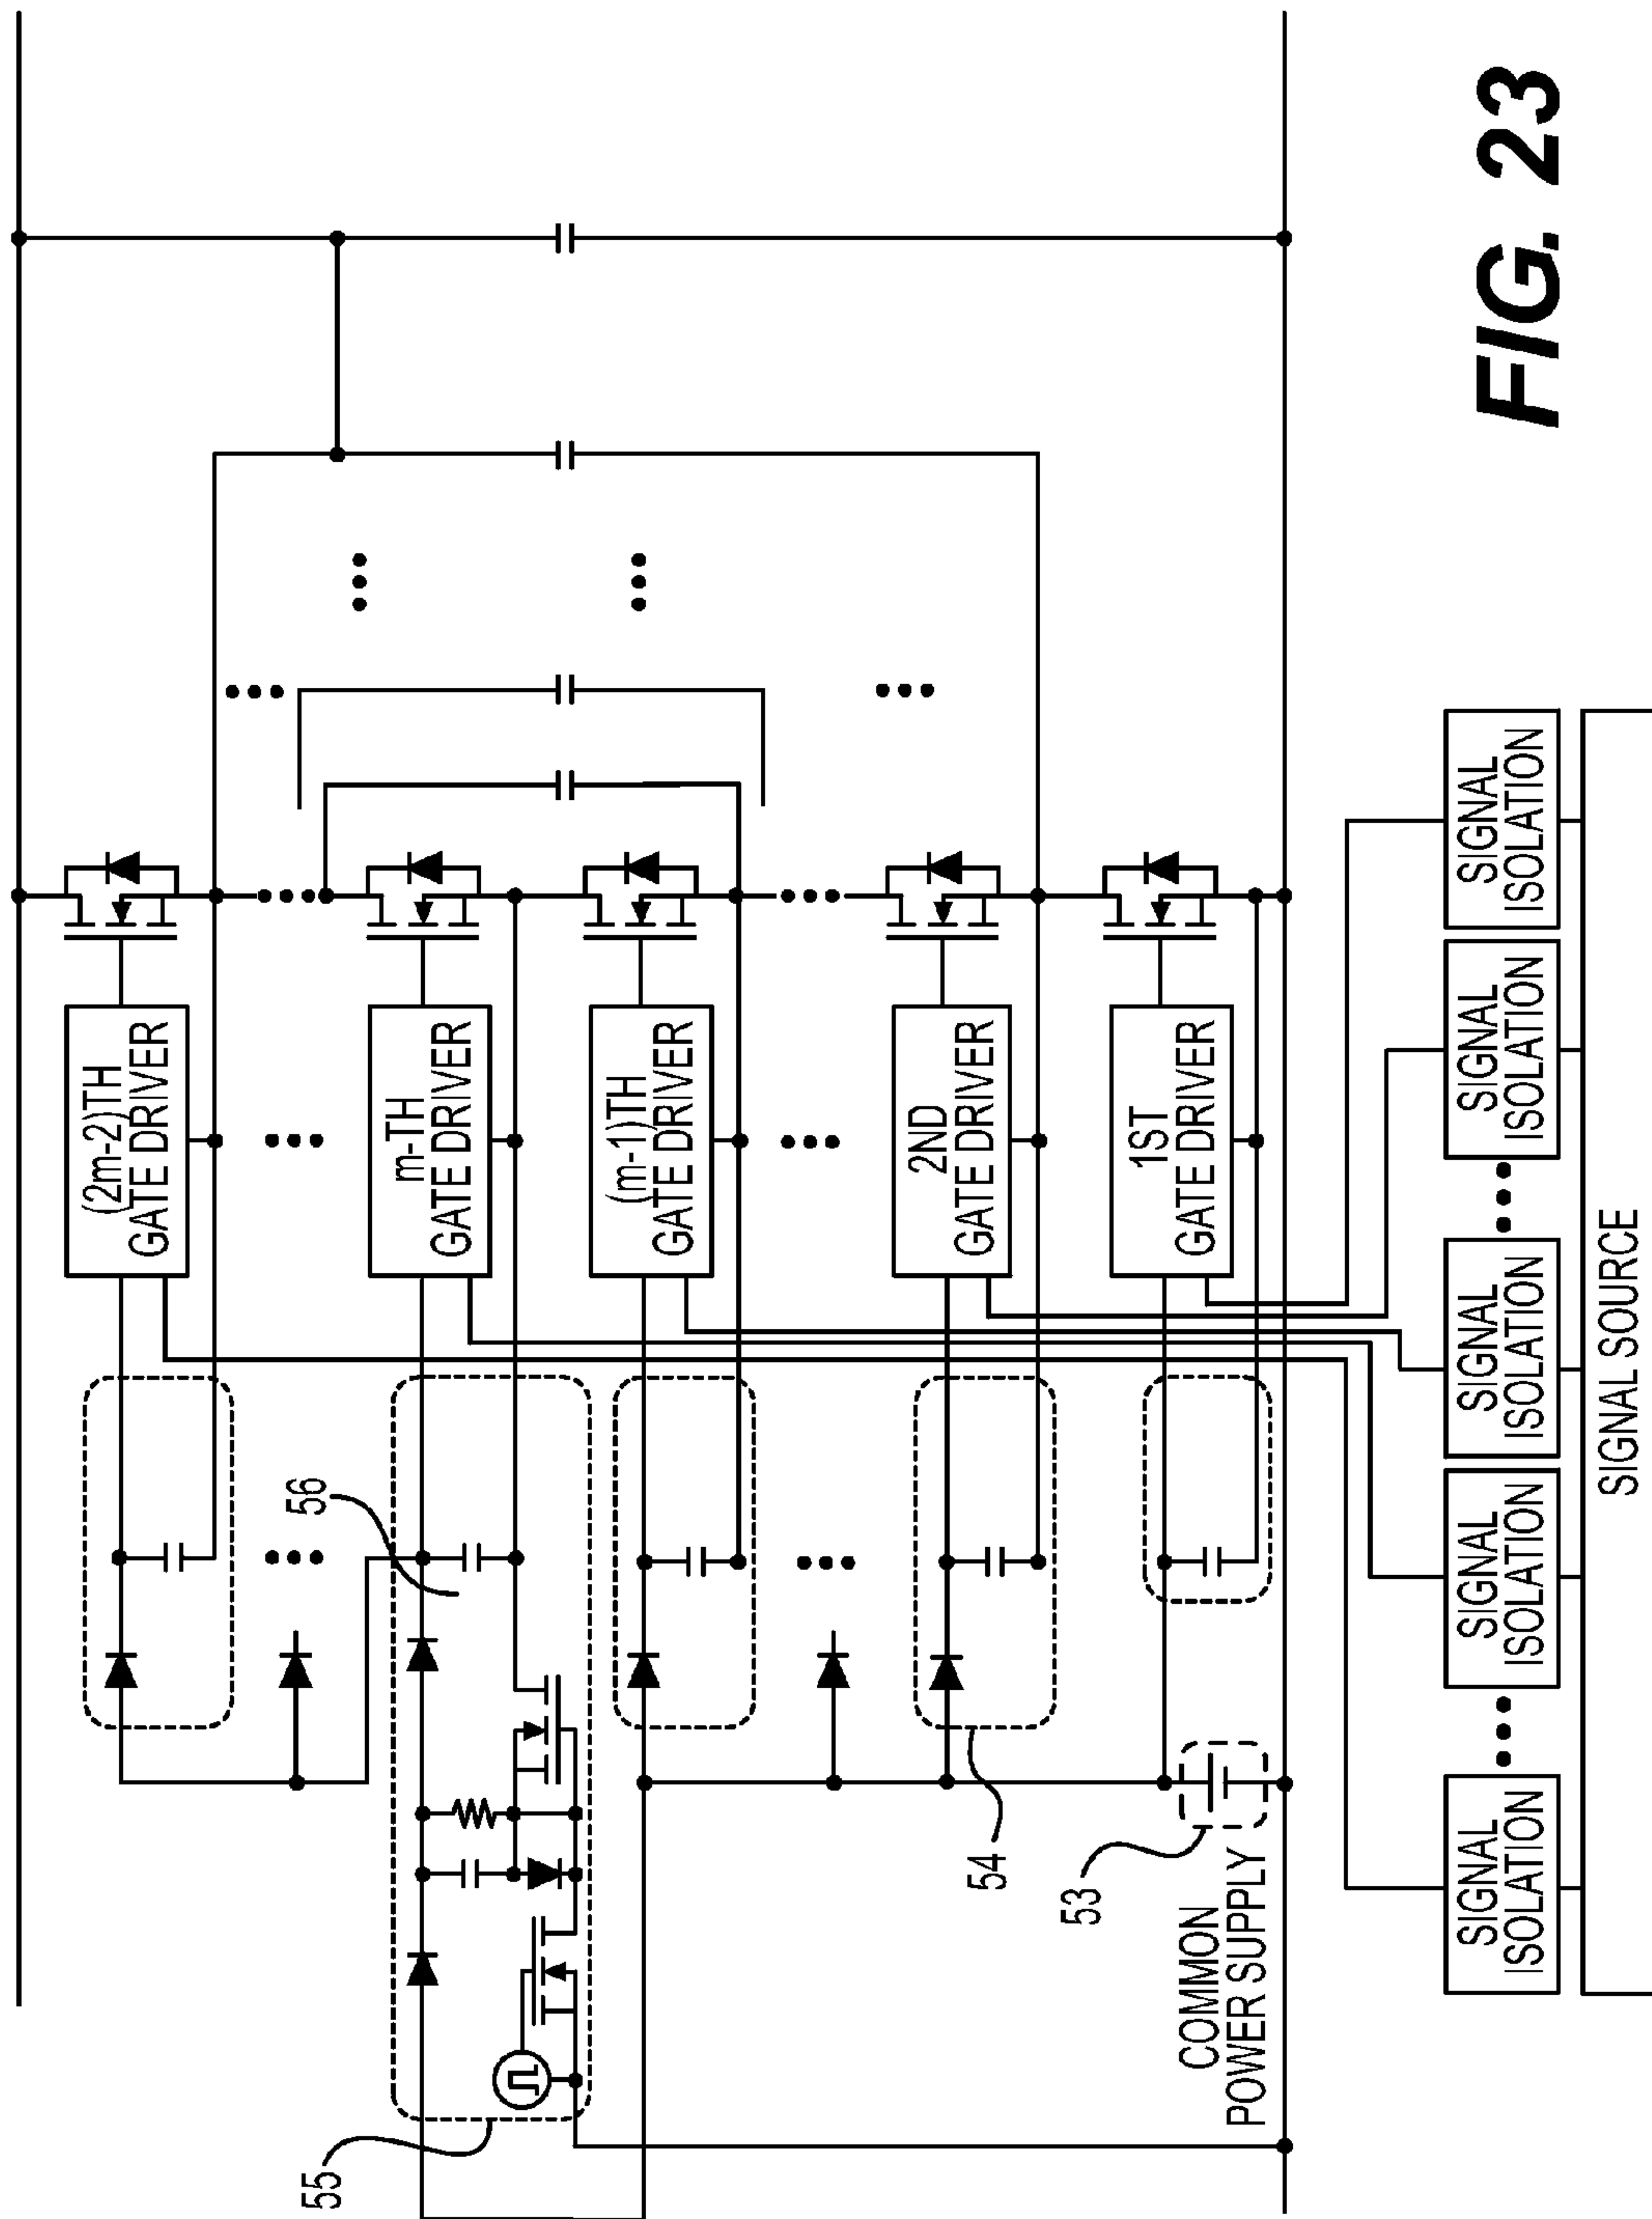 FIG. 23
(2m-2)TH
GATE DRIVER
m-TH
GATE DRIVER
(m-1)TH
GATE DRIVER
2ND
GATE DRIVER
1ST
GATE DRIVER
56
55
54
53
COMMON
POWER SUPPLY
SIGNAL
ISOLATION
SIGNAL
ISOLATION
SIGNAL
ISOLATION
SIGNAL
ISOLATION
SIGNAL
ISOLATION
SIGNAL SOURCE